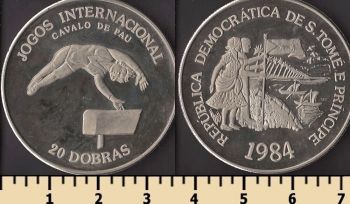 JOGOS INTERNACIONAL
CAVALO DE PAU
20 DOBRAS
REPÚBLICA DEMOCRÁTICA DE S. TOMÉ E PRÍNCIPE
1984
1 2 3 4 5 6 7